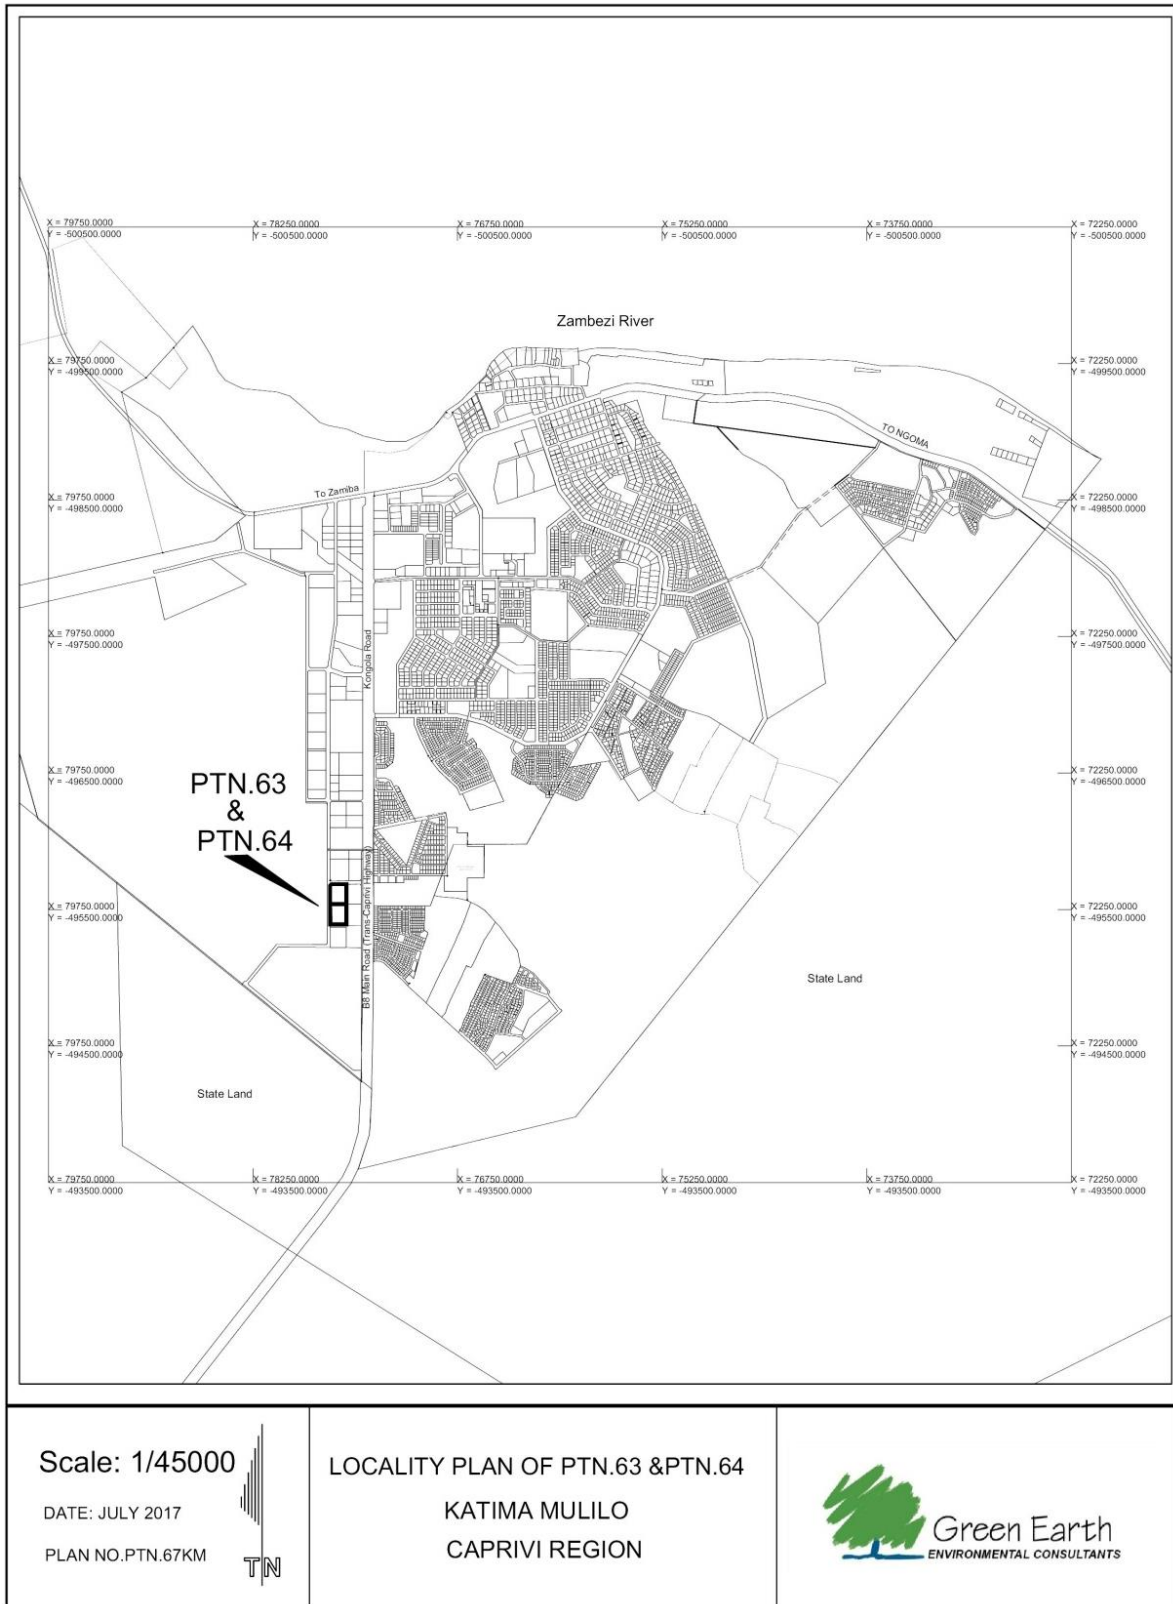 X = 79750.0000
Y = -500500.0000
X = 78250.0000
Y = -500500.0000
X = 76750.0000
Y = -500500.0000
X = 75250.0000
Y = -500500.0000
X = 73750.0000
Y = -500500.0000
X = 72250.0000
Y = -500500.0000
Zambezi River
X = 79750.0000
Y = -499500.0000
X = 72250.0000
Y = -499500.0000
TO NGOMA
To Zamiba
X = 79750.0000
Y = -498500.0000
X = 72250.0000
Y = -498500.0000
X = 79750.0000
Y = -497500.0000
X = 72250.0000
Y = -497500.0000
Kongola Road
X = 79750.0000
Y = -496500.0000
X = 72250.0000
Y = -496500.0000
PTN.63
&
PTN.64
B8 Main Road (Trans-Caprivi Highway)
X = 79750.0000
Y = -495500.0000
X = 72250.0000
Y = -495500.0000
State Land
X = 79750.0000
Y = -494500.0000
X = 72250.0000
Y = -494500.0000
State Land
X = 79750.0000
Y = -493500.0000
X = 78250.0000
Y = -493500.0000
X = 76750.0000
Y = -493500.0000
X = 75250.0000
Y = -493500.0000
X = 73750.0000
Y = -493500.0000
X = 72250.0000
Y = -493500.0000
Scale: 1/45000
DATE: JULY 2017
PLAN NO.PTN.67KM
TN
LOCALITY PLAN OF PTN.63 &PTN.64
KATIMA MULILO
CAPRIVI REGION
Green Earth
ENVIRONMENTAL CONSULTANTS